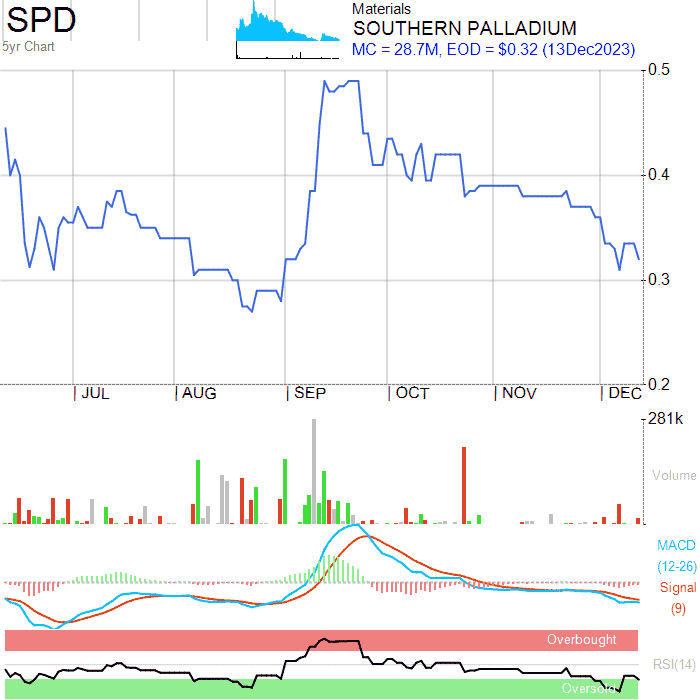 SPD
5yr Chart
Materials
SOUTHERN PALLADIUM
MC = 28.7M, EOD = $0.32 (13Dec2023)
0.5
0.4
0.3
0.2
JUL
AUG
SEP
OCT
NOV
DEC
281k
Volume
MACD
(12-26)
Signal
(9)
Overbought
RSI(14)
Oversold